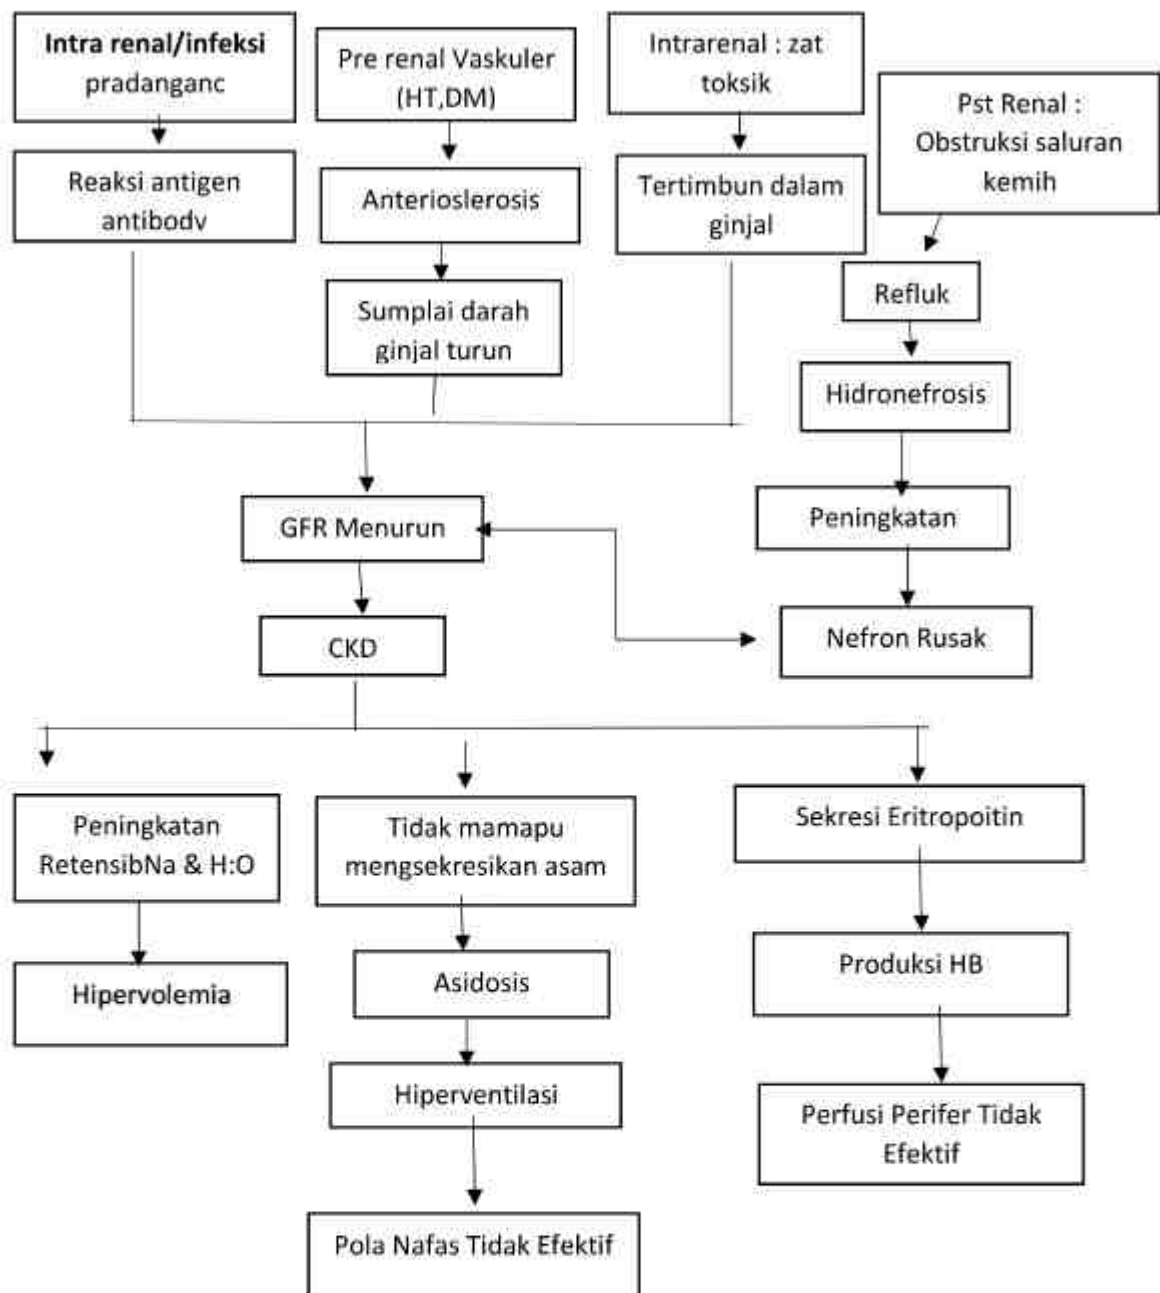 Intra renal/infeksi
pradanganc
Pre renal Vaskuler
(HT,DM)
Intrarenal : zat
toksik
Pst Renal :
Obstruksi saluran
kemih
Reaksi antigen
antibodv
Anterioslerosis
Tertimbun dalam
ginjal
Refluk
Sumplai darah
ginjal turun
Hidronefrosis
GFR Menurun
Peningkatan
CKD
Nefron Rusak
Peningkatan
RetensibNa & H:O
Tidak mamapu
mengsekresikan asam
Sekresi Eritropoitin
Hipervolemia
Asidosis
Produksi HB
Hiperventilasi
Perfusi Perifer Tidak
Efektif
Pola Nafas Tidak Efektif